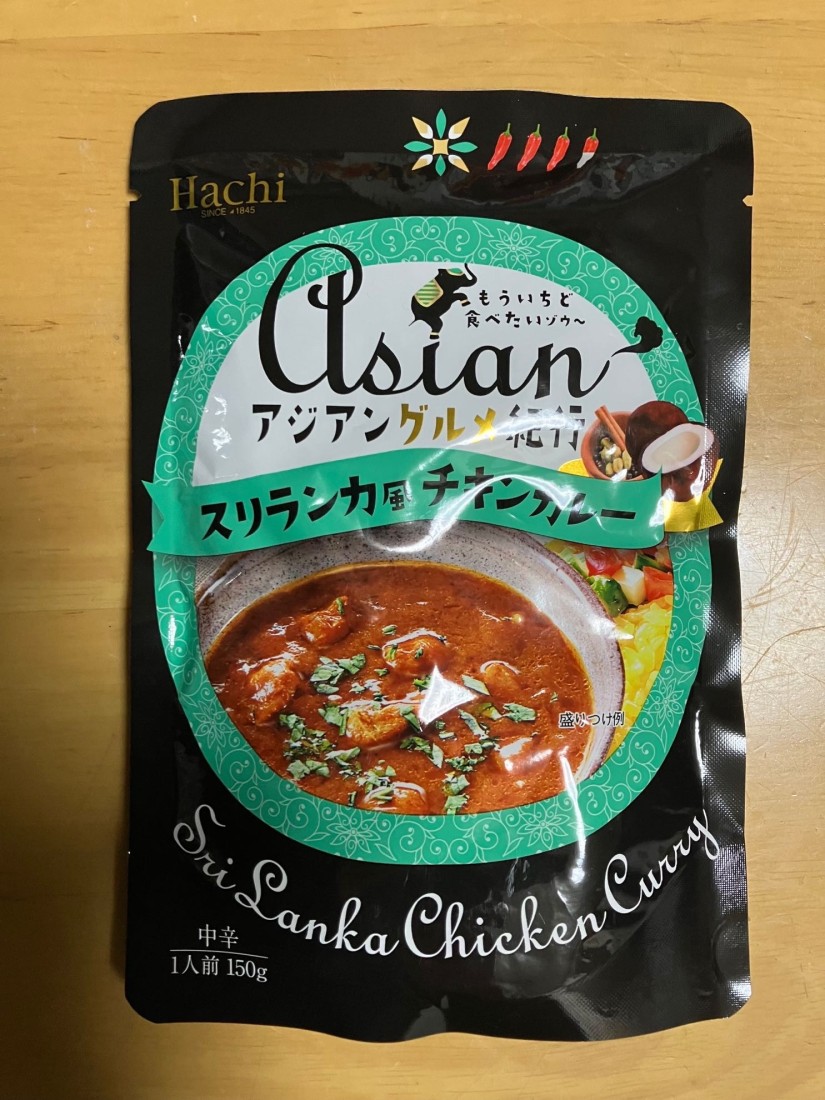 Hachi
SINCE 1845
もういちど
食べたいゾウ〜
asian
アジアングルメ紀行
スリランカ風チキンカレー
盛りつけ例
Sri Lanka Chicken Curry
中辛
1人前 150g